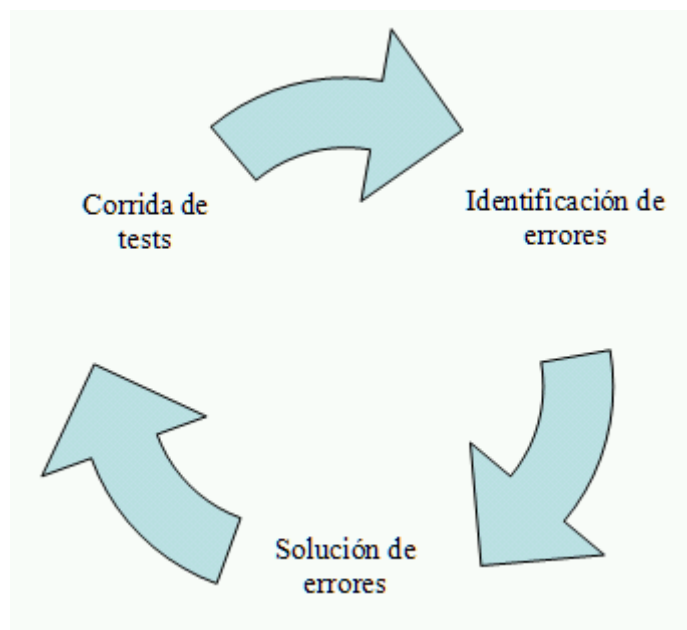 Corrida de
tests
Identificación de
errores
Solución de
errores